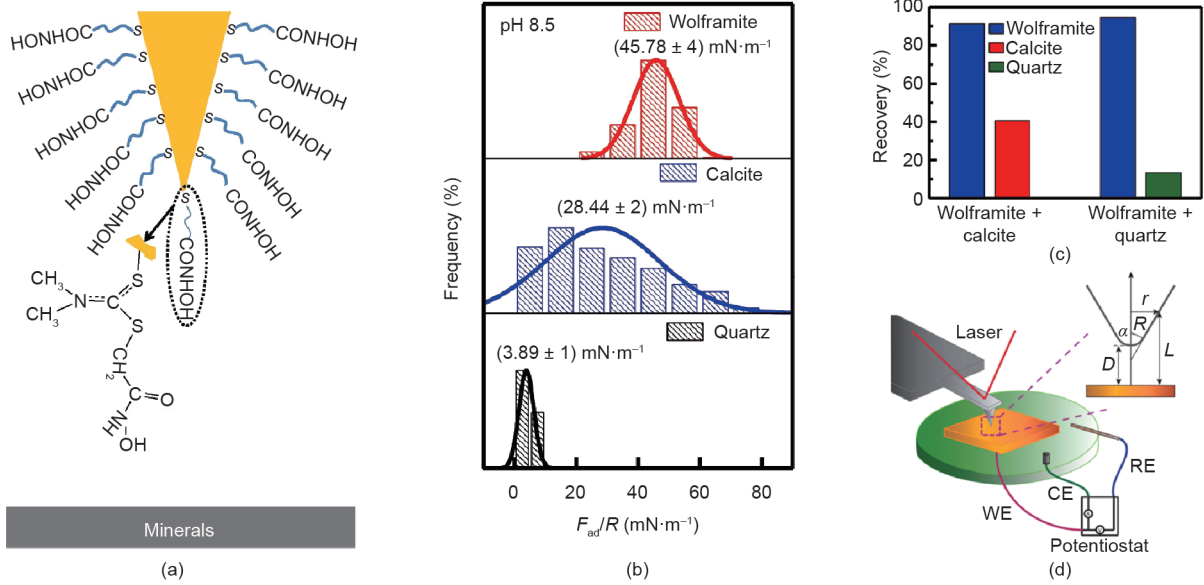 HONHOC
HONHOC
HONHOC
HONHOC
HONHOC
S
S
S
S
S
S
S
S
S
CONHOH
CONHOH
CONHOH
CONHOH
CONHOH
S
CONHOH
CH3
CH3
N
C
S
S
CH2
C
O
NH
OH
Minerals
(a)
pH 8.5
Wolframite
(45.78 ± 4) mN·m⁻¹
Calcite
(28.44 ± 2) mN·m⁻¹
Quartz
(3.89 ± 1) mN·m⁻¹
Frequency (%)
0 20 40 60 80
Fad/R (mN·m⁻¹)
(b)
100
80
60
40
20
0
Recovery (%)
Wolframite
Calcite
Quartz
Wolframite +
calcite
Wolframite +
quartz
(c)
Laser
r
α
R
D
L
RE
CE
WE
Potentiostat
(d)